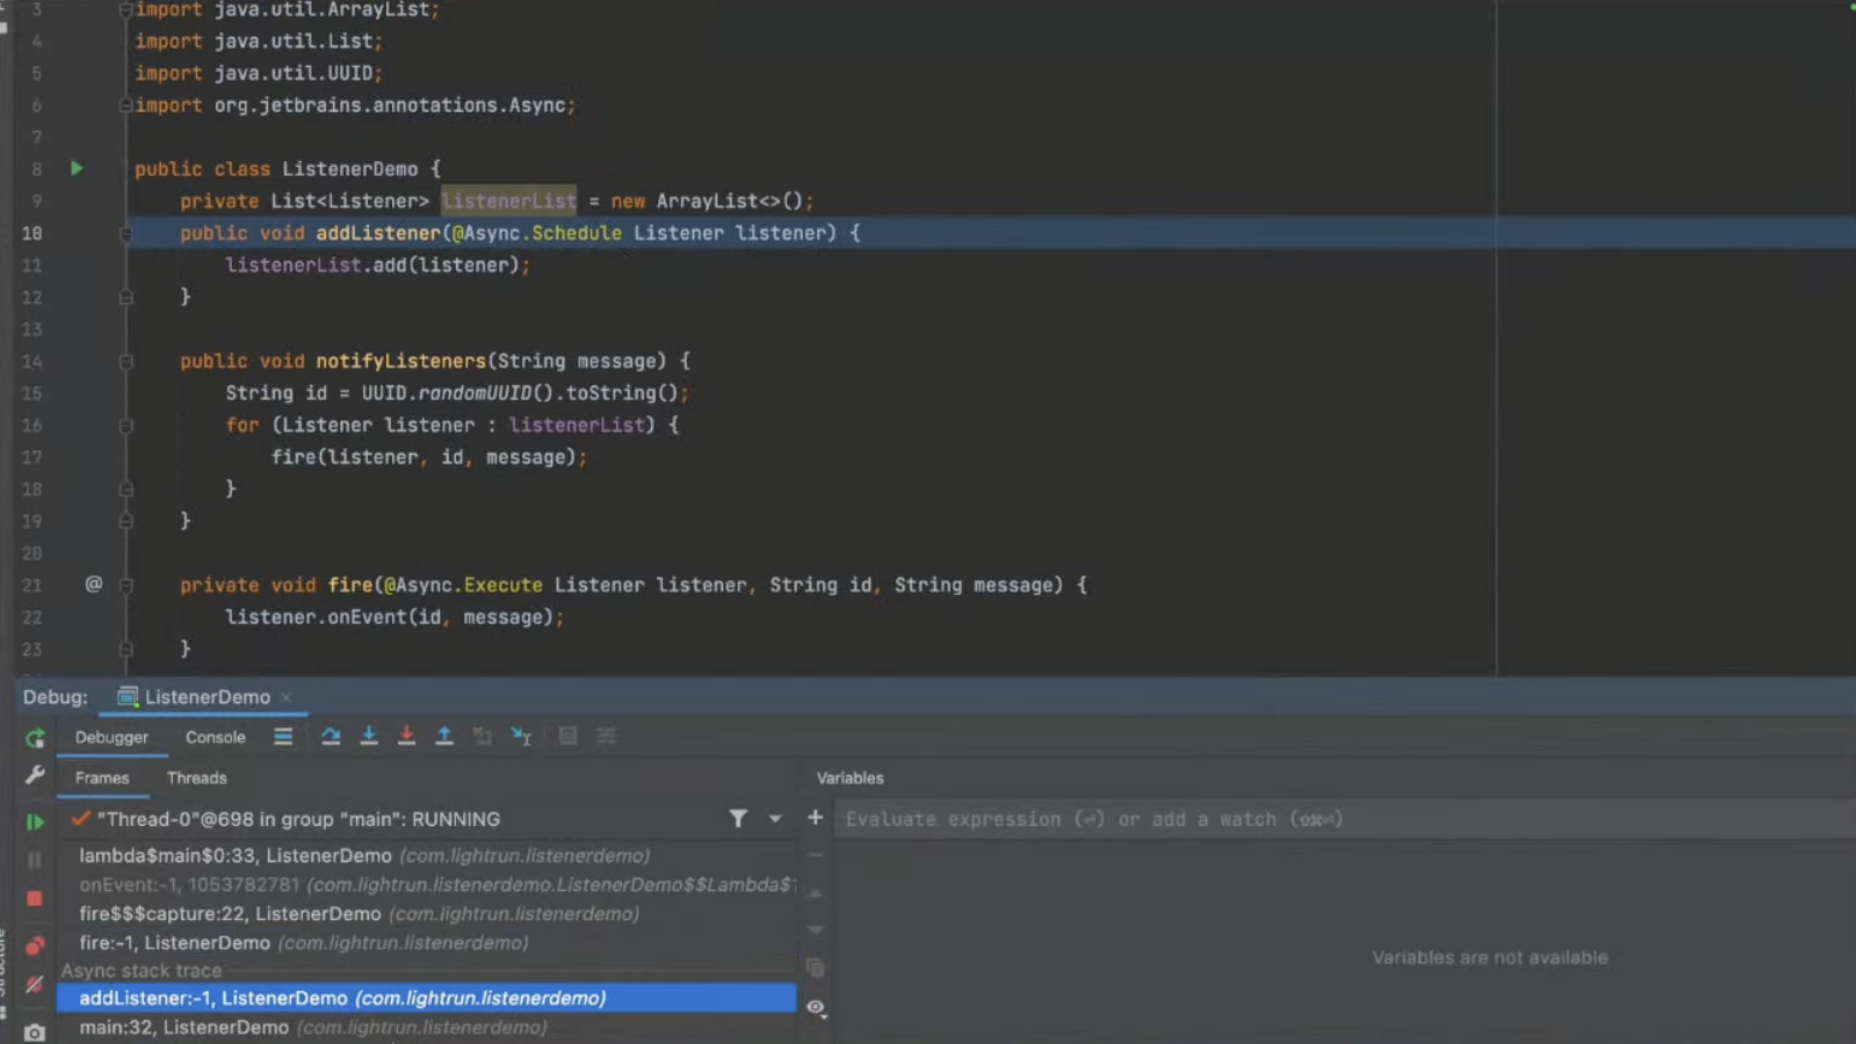 3 import java.util.ArrayList;
4 import java.util.List;
5 import java.util.UUID;
6 import org.jetbrains.annotations.Async;
7
8 public class ListenerDemo {
9 private List<Listener> listenerList = new ArrayList<>();
10 public void addListener(@Async.Schedule Listener listener) {
11 listenerList.add(listener);
12 }
13
14 public void notifyListeners(String message) {
15 String id = UUID.randomUUID().toString();
16 for (Listener listener : listenerList) {
17 fire(listener, id, message);
18 }
19 }
20
21 @ private void fire(@Async.Execute Listener listener, String id, String message) {
22 listener.onEvent(id, message);
23 }
Debug: ListenerDemo ×
Debugger Console
Frames Threads Variables
"Thread-0"@698 in group "main": RUNNING
Evaluate expression (⏎) or add a watch (⇧⌘⏎)
lambda$main$0:33, ListenerDemo (com.lightrun.listenerdemo)
onEvent:-1, 1053782781 (com.lightrun.listenerdemo.ListenerDemo$$Lambda$
fire$$$capture:22, ListenerDemo (com.lightrun.listenerdemo)
fire:-1, ListenerDemo (com.lightrun.listenerdemo)
Variables are not available
Async stack trace
addListener:-1, ListenerDemo (com.lightrun.listenerdemo)
main:32, ListenerDemo (com.lightrun.listenerdemo)
Structure